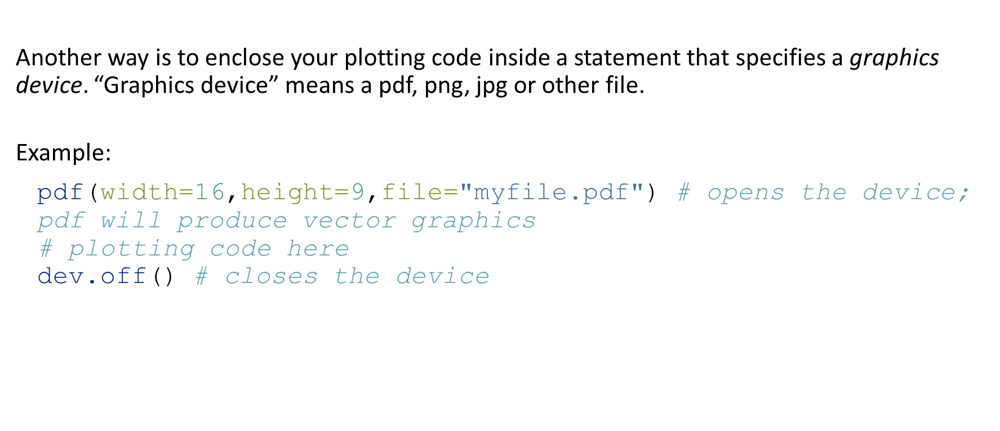 Another way is to enclose your plotting code inside a statement that specifies a graphics
device. “Graphics device” means a pdf, png, jpg or other file.
Example:
pdf(width=16,height=9,file="myfile.pdf") # opens the device;
pdf will produce vector graphics
# plotting code here
dev.off() # closes the device